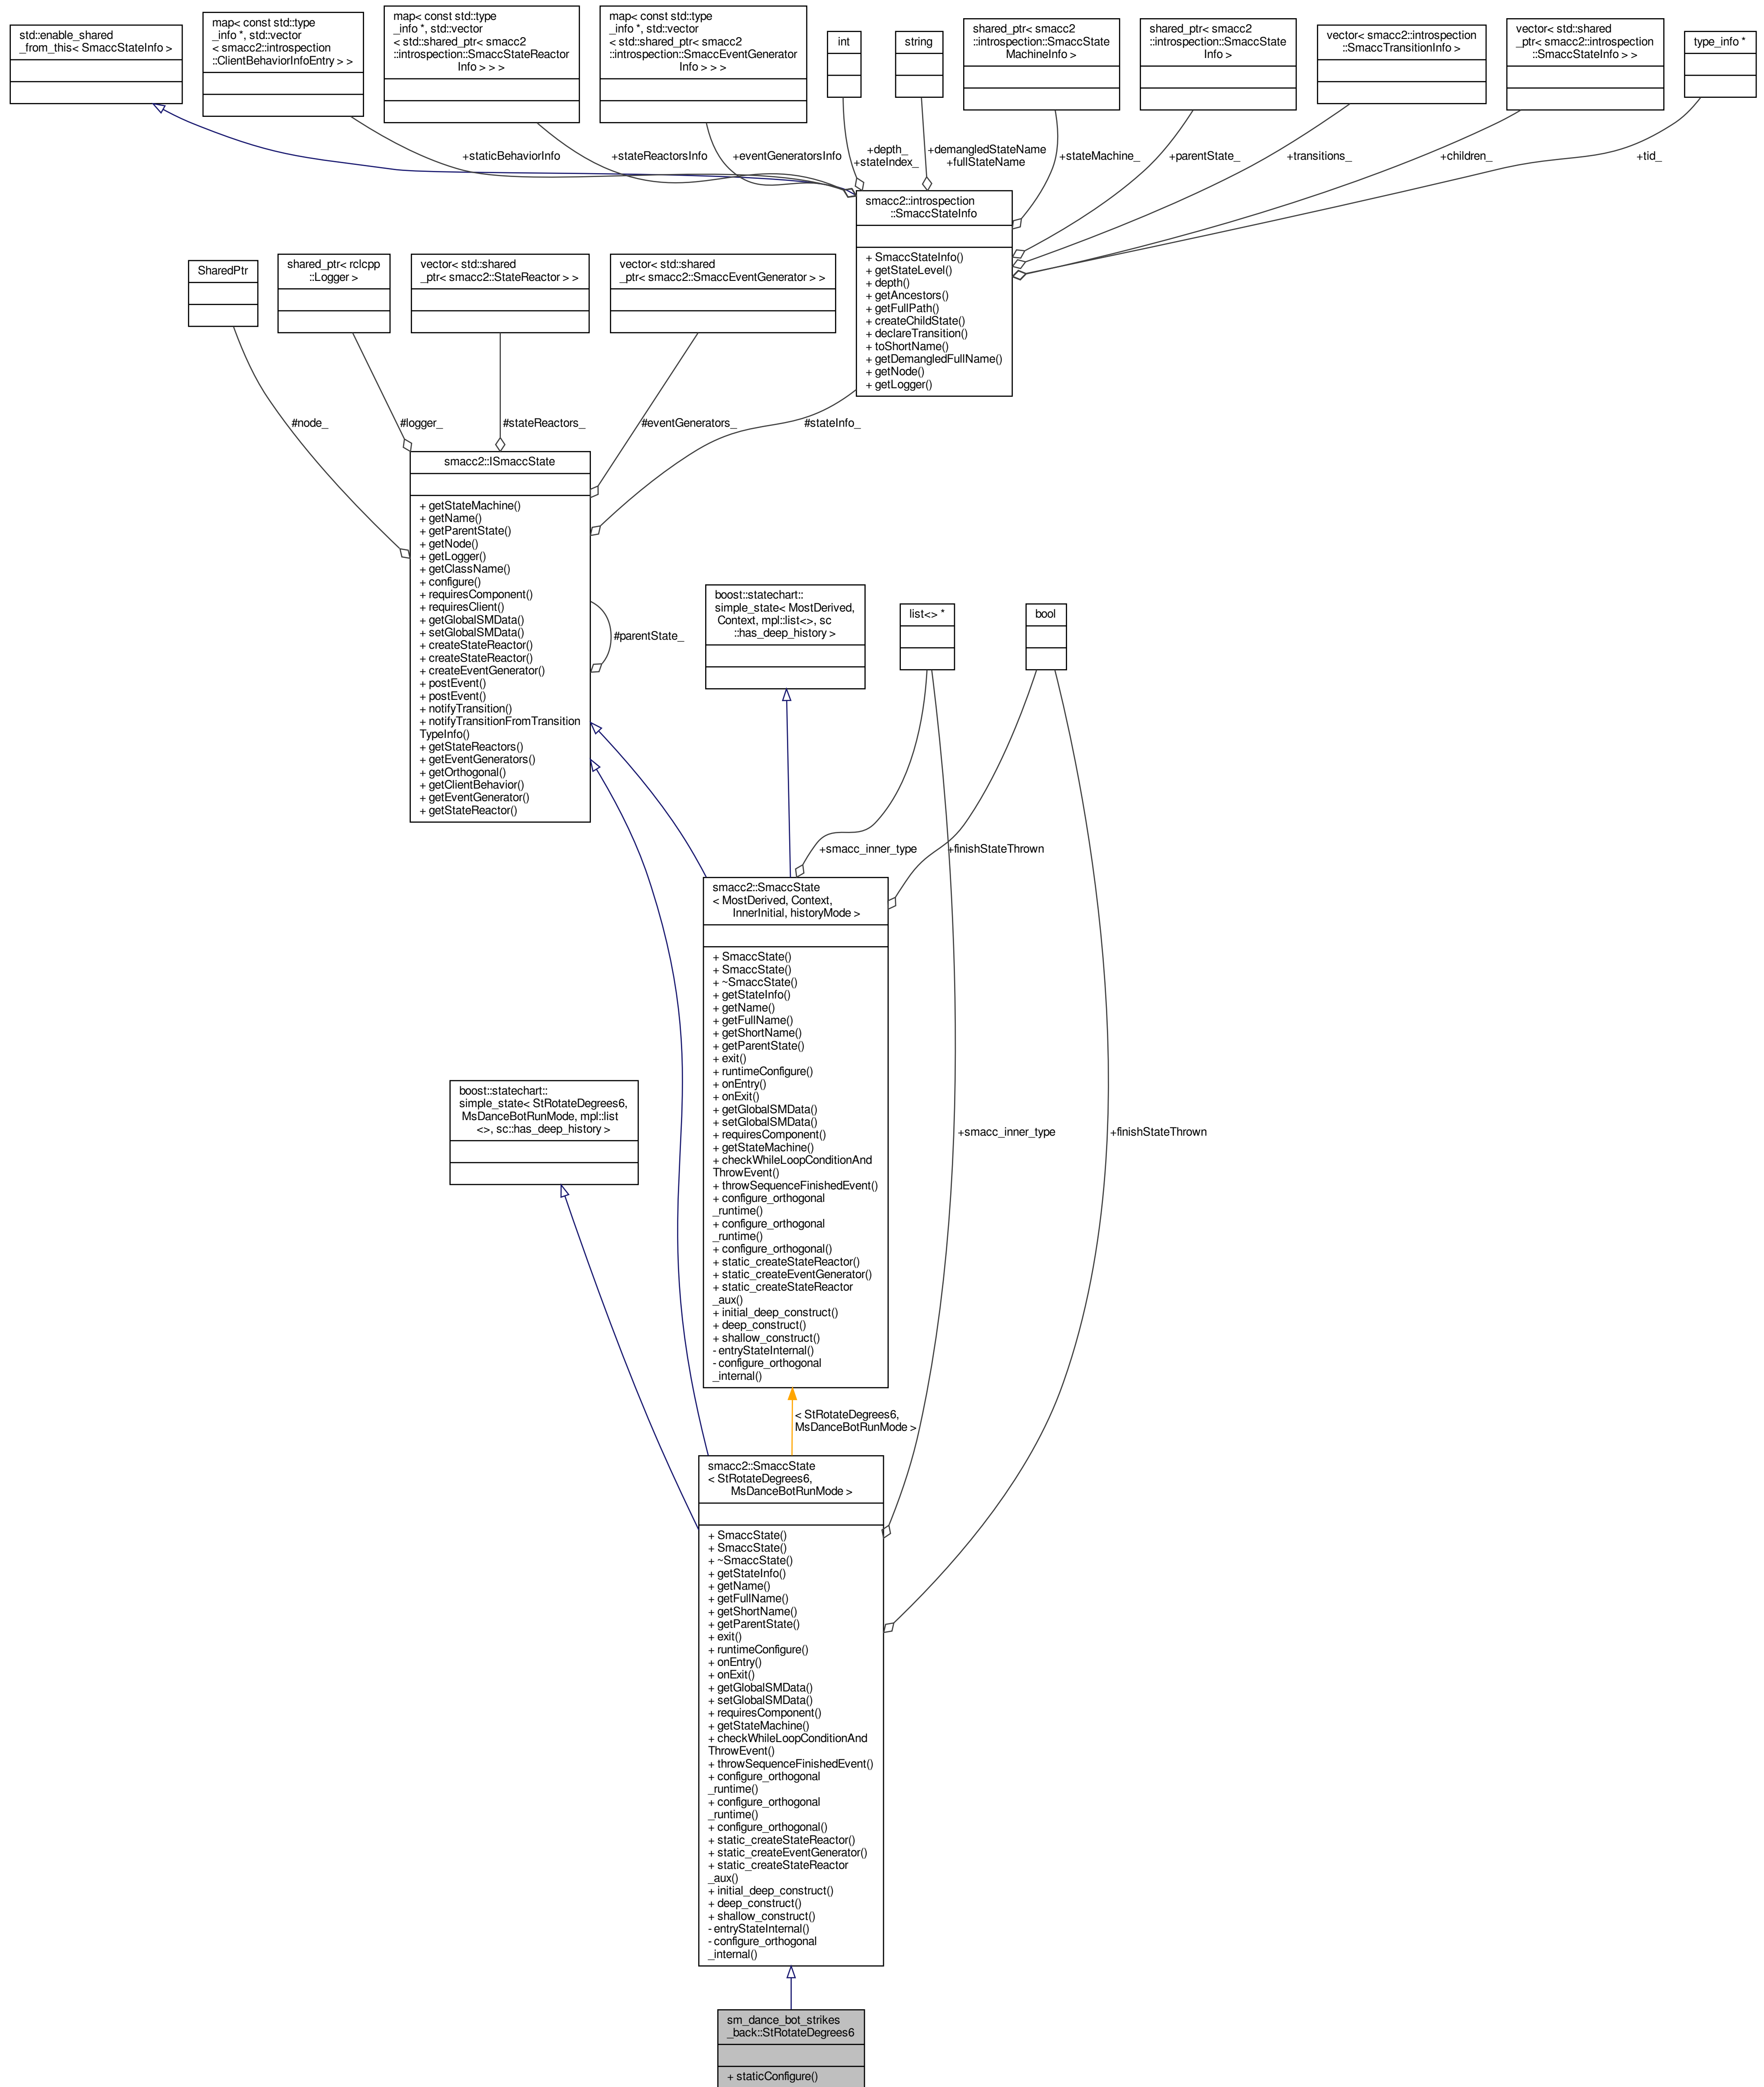 std::enable_shared
_from_this< SmaccStateInfo >
map< const std::type
_info *, std::vector
< smacc2::introspection
::ClientBehaviorInfoEntry > >
map< const std::type
_info *, std::vector
< std::shared_ptr< smacc2
::introspection::SmaccStateReactor
Info > > >
map< const std::type
_info *, std::vector
< std::shared_ptr< smacc2
::introspection::SmaccEventGenerator
Info > > >
int
string
shared_ptr< smacc2
::introspection::SmaccState
MachineInfo >
shared_ptr< smacc2
::introspection::SmaccState
Info >
vector< smacc2::introspection
::SmaccTransitionInfo >
vector< std::shared
_ptr< smacc2::introspection
::SmaccStateInfo > >
type_info *
+staticBehaviorInfo
+stateReactorsInfo
+eventGeneratorsInfo
+depth_
+stateIndex_
+demangledStateName
+fullStateName
+stateMachine_
+parentState_
+transitions_
+children_
+tid_
smacc2::introspection
::SmaccStateInfo
+ SmaccStateInfo()
+ getStateLevel()
+ depth()
+ getAncestors()
+ getFullPath()
+ createChildState()
+ declareTransition()
+ toShortName()
+ getDemangledFullName()
+ getNode()
+ getLogger()
SharedPtr
shared_ptr< rclcpp
::Logger >
vector< std::shared
_ptr< smacc2::StateReactor > >
vector< std::shared
_ptr< smacc2::SmaccEventGenerator > >
#node_
#logger_
#stateReactors_
#eventGenerators_
#stateInfo_
smacc2::ISmaccState
+ getStateMachine()
+ getName()
+ getParentState()
+ getNode()
+ getLogger()
+ getClassName()
+ configure()
+ requiresComponent()
+ requiresClient()
+ getGlobalSMData()
+ setGlobalSMData()
+ createStateReactor()
+ createStateReactor()
+ createEventGenerator()
+ postEvent()
+ postEvent()
+ notifyTransition()
+ notifyTransitionFromTransition
TypeInfo()
+ getStateReactors()
+ getEventGenerators()
+ getOrthogonal()
+ getClientBehavior()
+ getEventGenerator()
+ getStateReactor()
#parentState_
boost::statechart::
simple_state< MostDerived,
Context, mpl::list<>, sc
::has_deep_history >
list<> *
bool
+smacc_inner_type
+finishStateThrown
smacc2::SmaccState
< MostDerived, Context,
InnerInitial, historyMode >
+ SmaccState()
+ SmaccState()
+ ~SmaccState()
+ getStateInfo()
+ getName()
+ getFullName()
+ getShortName()
+ getParentState()
+ exit()
+ runtimeConfigure()
+ onEntry()
+ onExit()
+ getGlobalSMData()
+ setGlobalSMData()
+ requiresComponent()
+ getStateMachine()
+ checkWhileLoopConditionAnd
ThrowEvent()
+ throwSequenceFinishedEvent()
+ configure_orthogonal
_runtime()
+ configure_orthogonal
_runtime()
+ configure_orthogonal()
+ static_createStateReactor()
+ static_createEventGenerator()
+ static_createStateReactor
_aux()
+ initial_deep_construct()
+ deep_construct()
+ shallow_construct()
- entryStateInternal()
- configure_orthogonal
_internal()
boost::statechart::
simple_state< StRotateDegrees6,
MsDanceBotRunMode, mpl::list
<>, sc::has_deep_history >
+smacc_inner_type
+finishStateThrown
< StRotateDegrees6,
MsDanceBotRunMode >
smacc2::SmaccState
< StRotateDegrees6,
MsDanceBotRunMode >
+ SmaccState()
+ SmaccState()
+ ~SmaccState()
+ getStateInfo()
+ getName()
+ getFullName()
+ getShortName()
+ getParentState()
+ exit()
+ runtimeConfigure()
+ onEntry()
+ onExit()
+ getGlobalSMData()
+ setGlobalSMData()
+ requiresComponent()
+ getStateMachine()
+ checkWhileLoopConditionAnd
ThrowEvent()
+ throwSequenceFinishedEvent()
+ configure_orthogonal
_runtime()
+ configure_orthogonal
_runtime()
+ configure_orthogonal()
+ static_createStateReactor()
+ static_createEventGenerator()
+ static_createStateReactor
_aux()
+ initial_deep_construct()
+ deep_construct()
+ shallow_construct()
- entryStateInternal()
- configure_orthogonal
_internal()
sm_dance_bot_strikes
_back::StRotateDegrees6
+ staticConfigure()